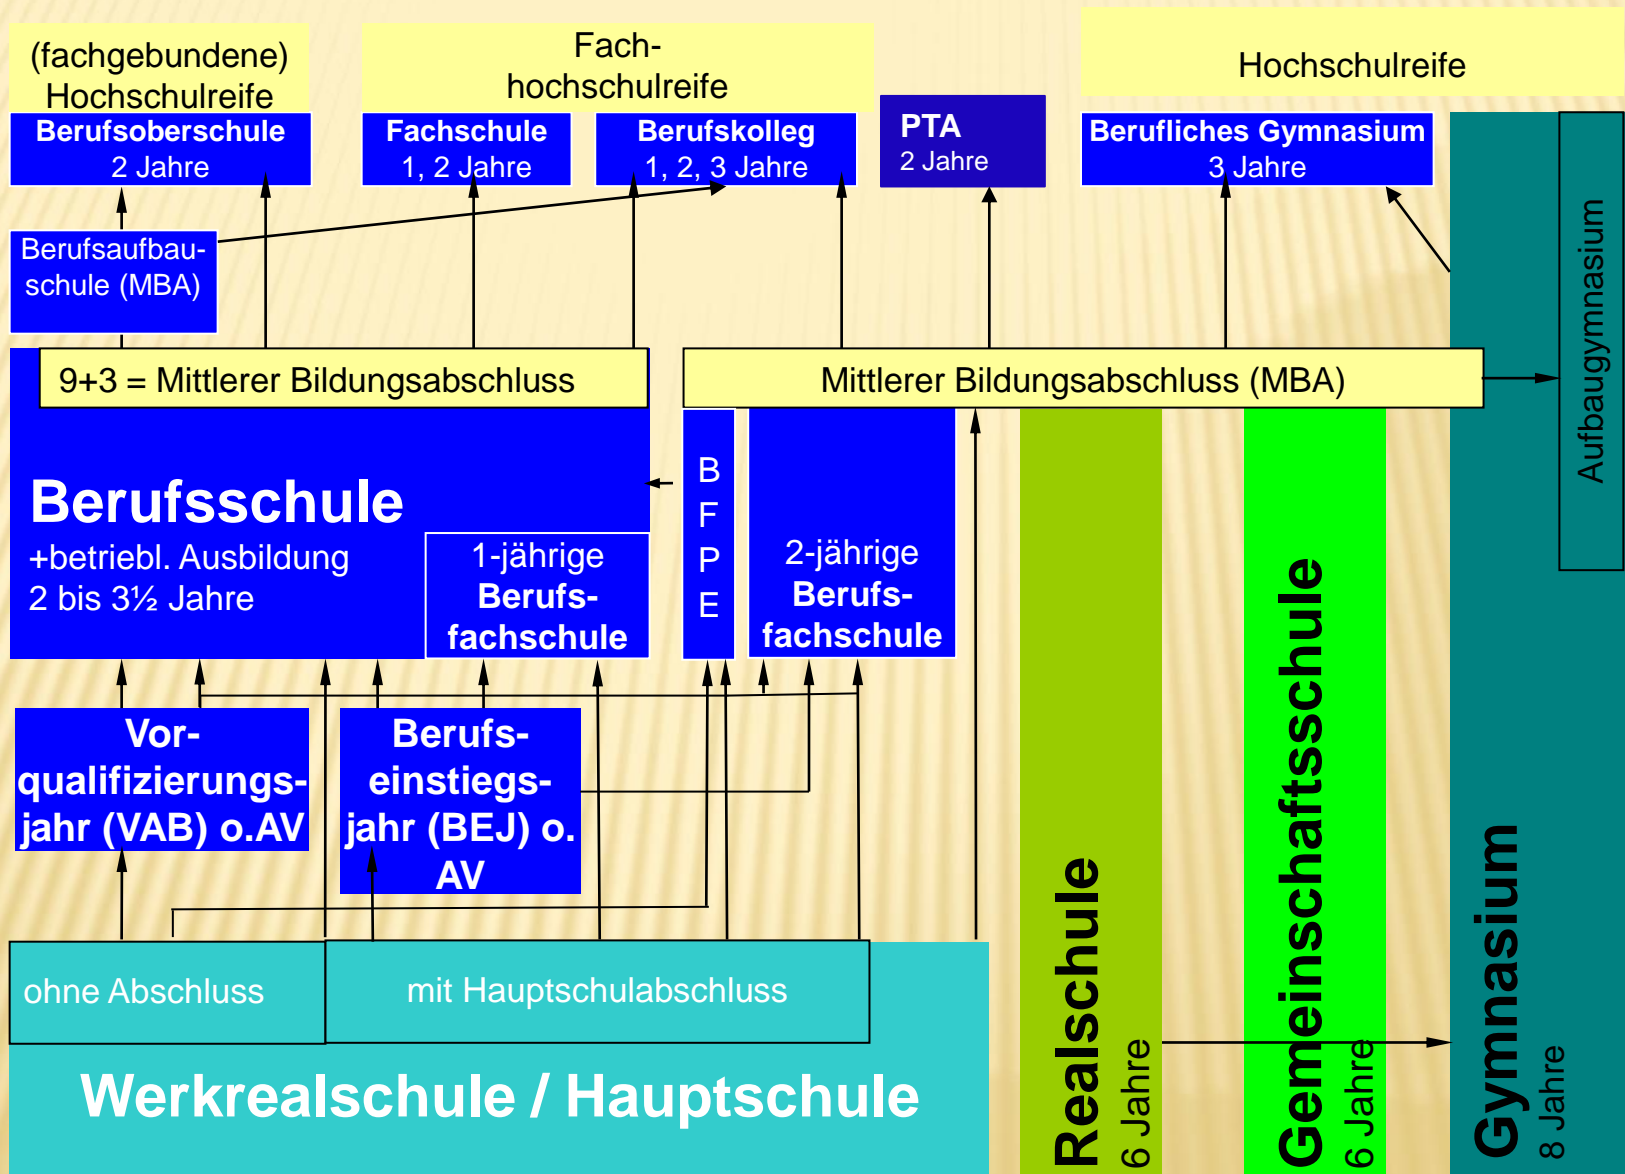 (fachgebundene)
Hochschulreife
Fach-
hochschulreife
Hochschulreife
Berufsoberschule
2 Jahre
Fachschule
1, 2 Jahre
Berufskolleg
1, 2, 3 Jahre
PTA
2 Jahre
Berufliches Gymnasium
3 Jahre
Berufsaufbau-
schule (MBA)
Aufbaugymnasium
9+3 = Mittlerer Bildungsabschluss
Mittlerer Bildungsabschluss (MBA)
Berufsschule
+betriebl. Ausbildung
2 bis 3½ Jahre
1-jährige
Berufs-
fachschule
B
F
P
E
2-jährige
Berufs-
fachschule
Vor-
qualifizierungs-
jahr (VAB) o.AV
Berufs-
einstiegs-
jahr (BEJ) o.
AV
ohne Abschluss
mit Hauptschulabschluss
Werkrealschule / Hauptschule
Realschule
6 Jahre
Gemeinschaftsschule
6 Jahre
Gymnasium
8 Jahre